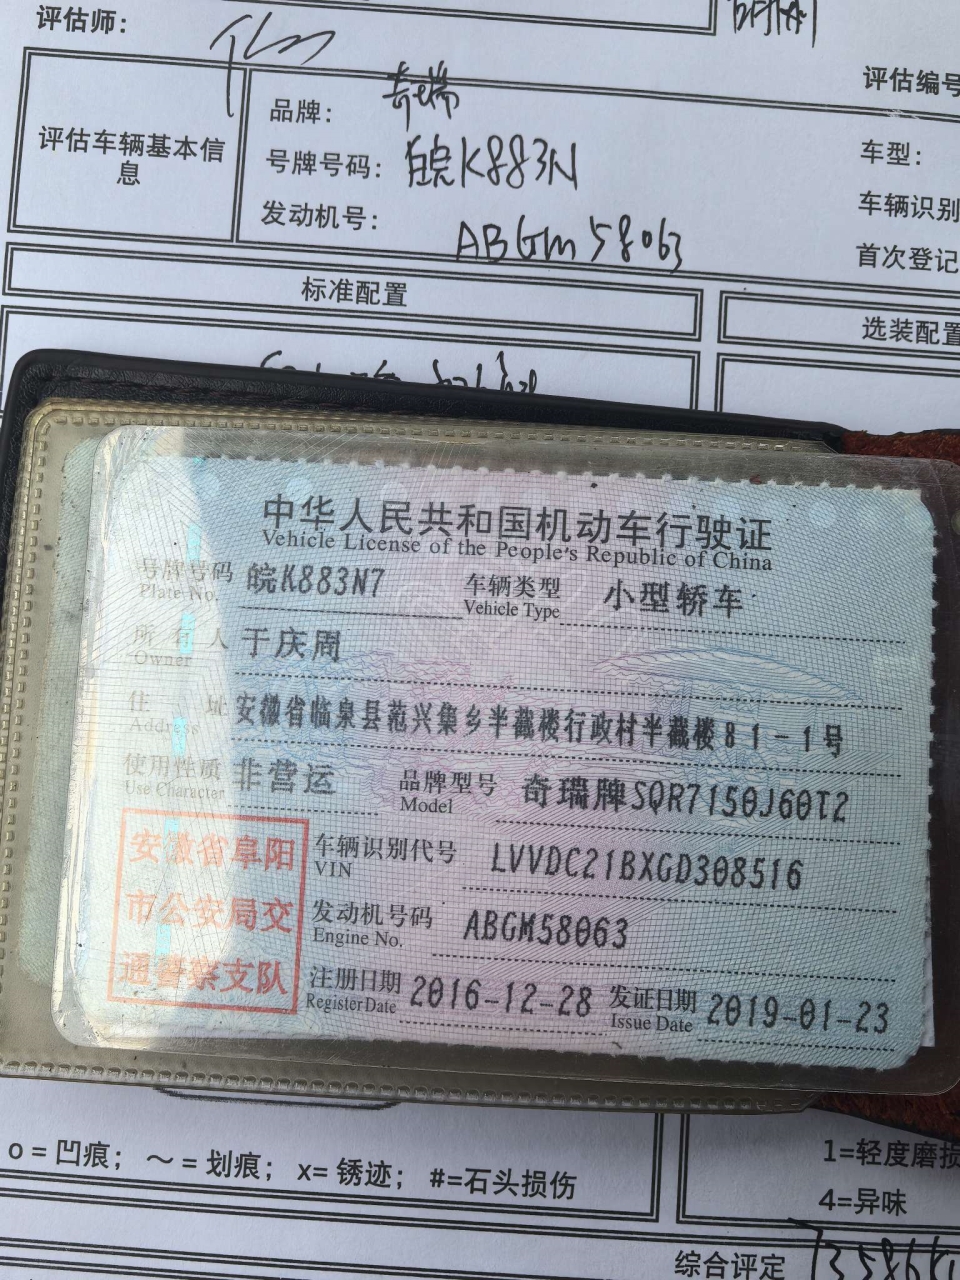 评估师:
评估编号
评估车辆基本信
息
品牌: 奇瑞
号牌号码: 皖K883N
发动机号: ABGM58063
车型:
车辆识别
首次登记
标准配置
选装配置
中华人民共和国机动车行驶证
Vehicle License of the People's Republic of China
号牌号码 皖K883N7 车辆类型 小型轿车
Plate No. Vehicle Type
所有人 于庆周
Owner
住址 安徽省临泉县范兴集乡半截楼行政村半截楼81-1号
Address
使用性质 非营运 品牌型号 奇瑞牌SQR7150J60T2
Use Character Model
安徽省阜阳
市公安局交
通警察支队
车辆识别代号 LVVDC21BXGD308516
VIN
发动机号码 ABGM58063
Engine No.
注册日期 2016-12-28 发证日期 2019-01-23
Register Date Issue Date
o = 凹痕; ～ = 划痕; x= 锈迹; #=石头损伤
1=轻度磨损
4=异味
综合评定 73586